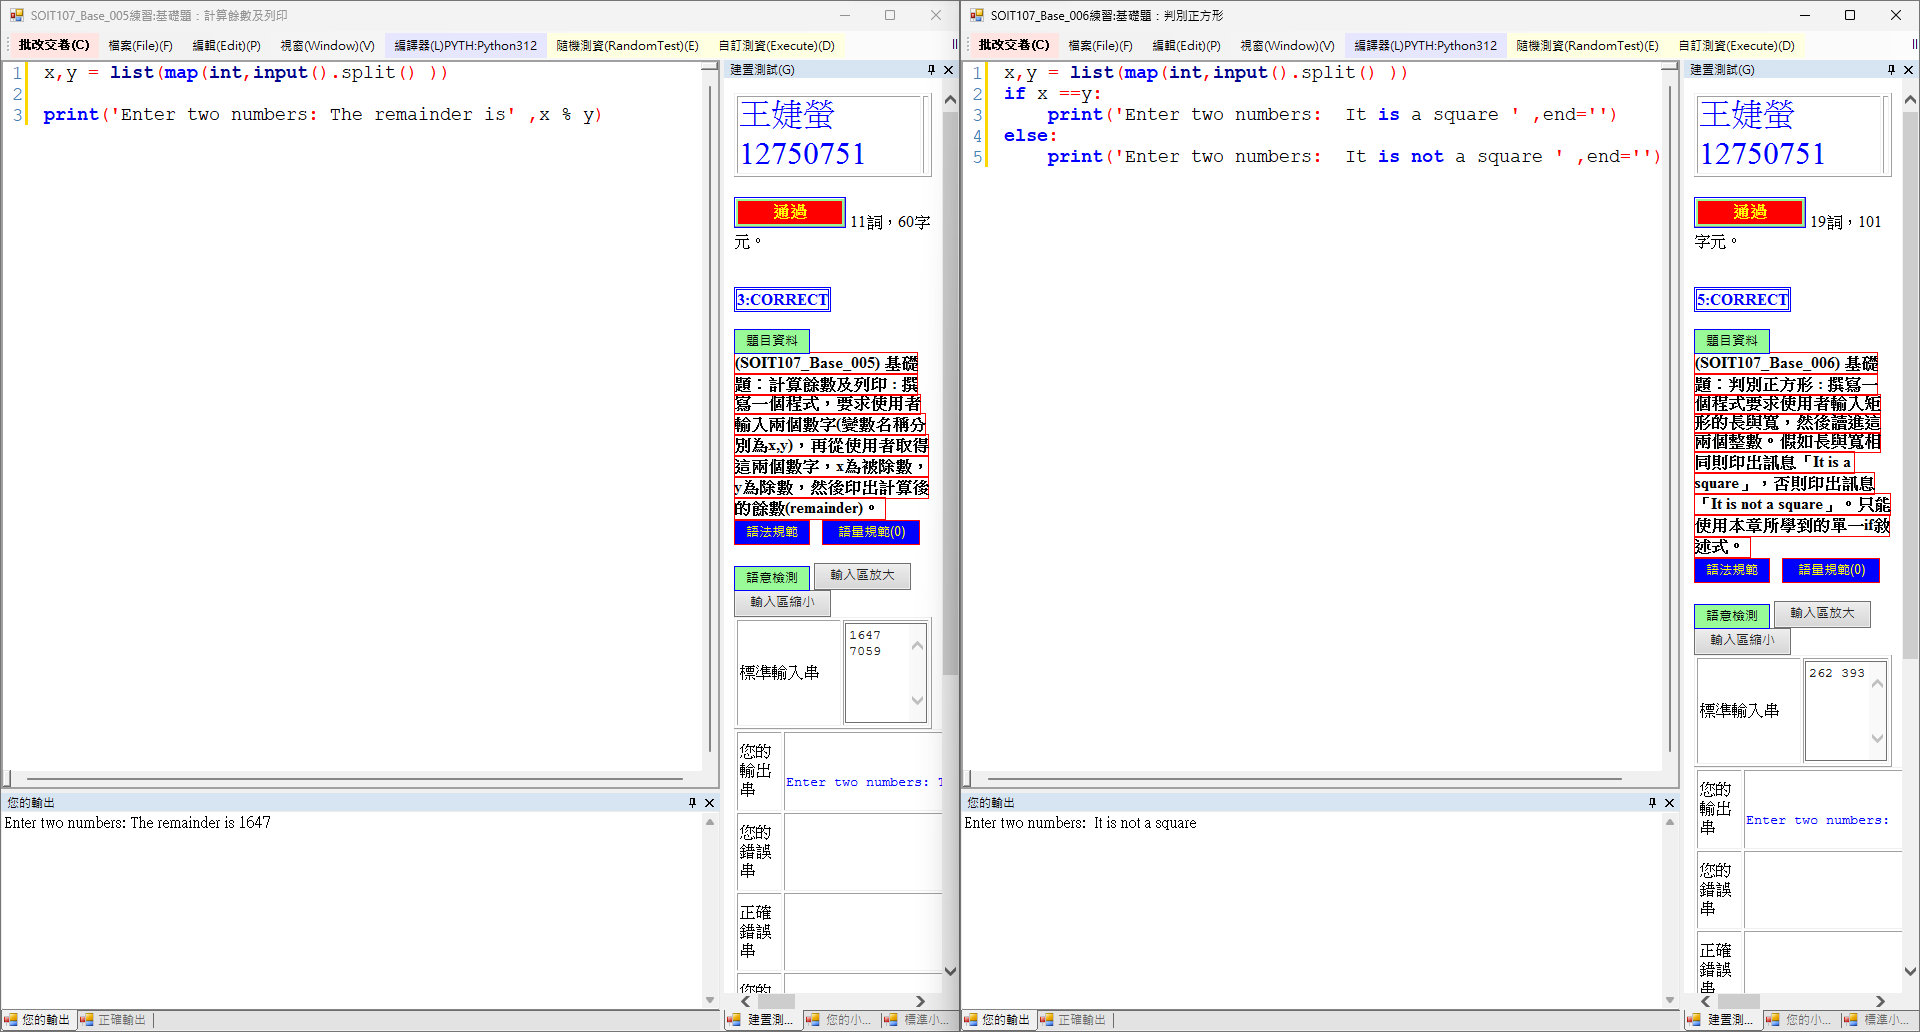 SOIT107_Base_005練習:基礎題：計算餘數及列印
批改交卷(C) 檔案(File)(F) 編輯(Edit)(P) 視窗(Window)(V) 編譯器(L)PYTH:Python312 隨機測資(RandomTest)(E) 自訂測資(Execute)(D)
1 x,y = list(map(int,input().split() ))
2
3 print('Enter two numbers: The remainder is' ,x % y)
您的輸出
Enter two numbers: The remainder is 1647
您的輸出 正確輸出
建置測試(G)
王婕螢
12750751
通過 11詞，60字
元。
3:CORRECT
題目資料
(SOIT107_Base_005) 基礎
題：計算餘數及列印 : 撰
寫一個程式，要求使用者
輸入兩個數字(變數名稱分
別為x,y)，再從使用者取得
這兩個數字，x為被除數，
y為除數，然後印出計算後
的餘數(remainder)。
語法規範 語量規範(0)
語意檢測 輸入區放大
輸入區縮小
標準輸入串
1647
7059
您的
輸出
串
Enter two numbers: T
您的
錯誤
串
正確
錯誤
串
您的
建置測... 您的小... 標準小...
SOIT107_Base_006練習:基礎題：判別正方形
批改交卷(C) 檔案(File)(F) 編輯(Edit)(P) 視窗(Window)(V) 編譯器(L)PYTH:Python312 隨機測資(RandomTest)(E) 自訂測資(Execute)(D)
1 x,y = list(map(int,input().split() ))
2 if x ==y:
3     print('Enter two numbers:  It is a square ' ,end='')
4 else:
5     print('Enter two numbers:  It is not a square ' ,end='')
您的輸出
Enter two numbers:  It is not a square
您的輸出 正確輸出
建置測試(G)
王婕螢
12750751
通過 19詞，101
字元。
5:CORRECT
題目資料
(SOIT107_Base_006) 基礎
題：判別正方形 : 撰寫一
個程式要求使用者輸入矩
形的長與寬，然後讀進這
兩個整數。假如長與寬相
同則印出訊息「It is a
square」，否則印出訊息
「It is not a square」。只能
使用本章所學到的單一if敘
述式。
語法規範 語量規範(0)
語意檢測 輸入區放大
輸入區縮小
標準輸入串
262 393
您的
輸出
串
Enter two numbers:
您的
錯誤
串
正確
錯誤
串
建置測... 您的小... 標準小...